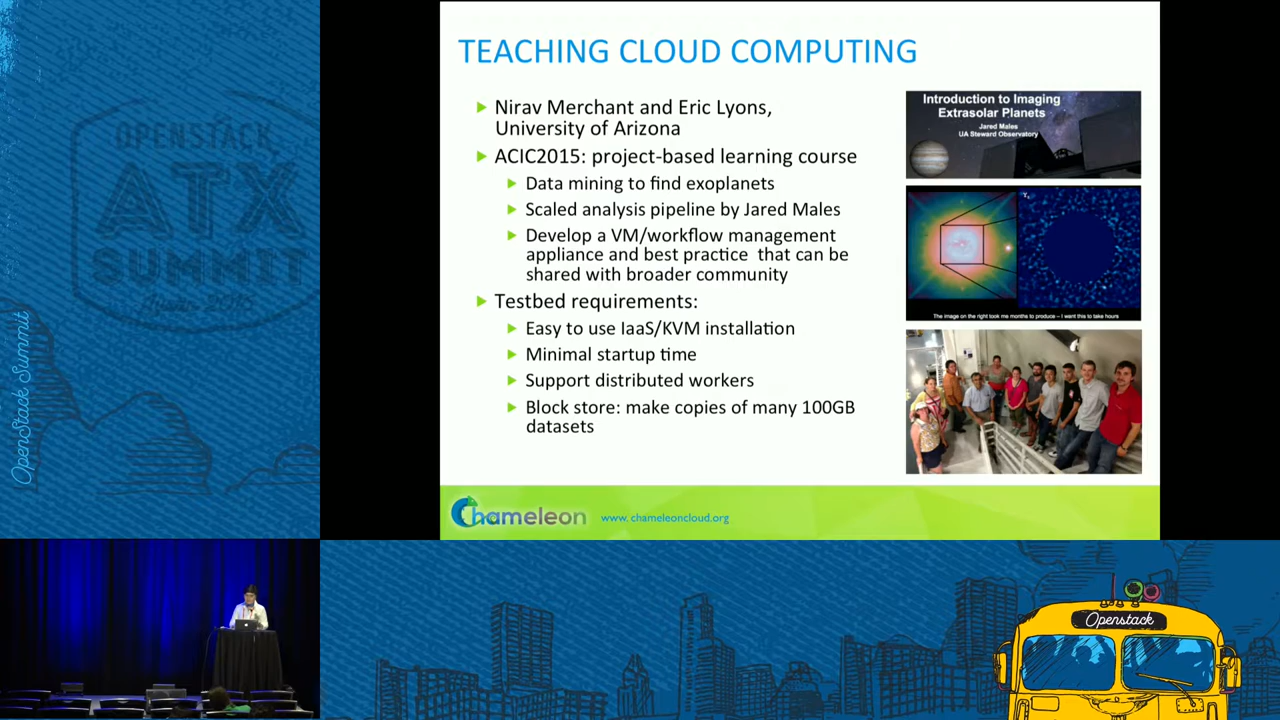 OPENSTACK
ATX
SUMMIT
OpenStack Summit
TEACHING CLOUD COMPUTING
Nirav Merchant and Eric Lyons,
University of Arizona
ACIC2015: project-based learning course
Data mining to find exoplanets
Scaled analysis pipeline by Jared Males
Develop a VM/workflow management
appliance and best practice that can be
shared with broader community
Testbed requirements:
Easy to use IaaS/KVM installation
Minimal startup time
Support distributed workers
Block store: make copies of many 100GB
datasets
Introduction to Imaging
Extrasolar Planets
Jared Males
UA Steward Observatory
The image on the right took me months to produce – I want this to take hours
Chameleon
www.chameleoncloud.org
Openstack